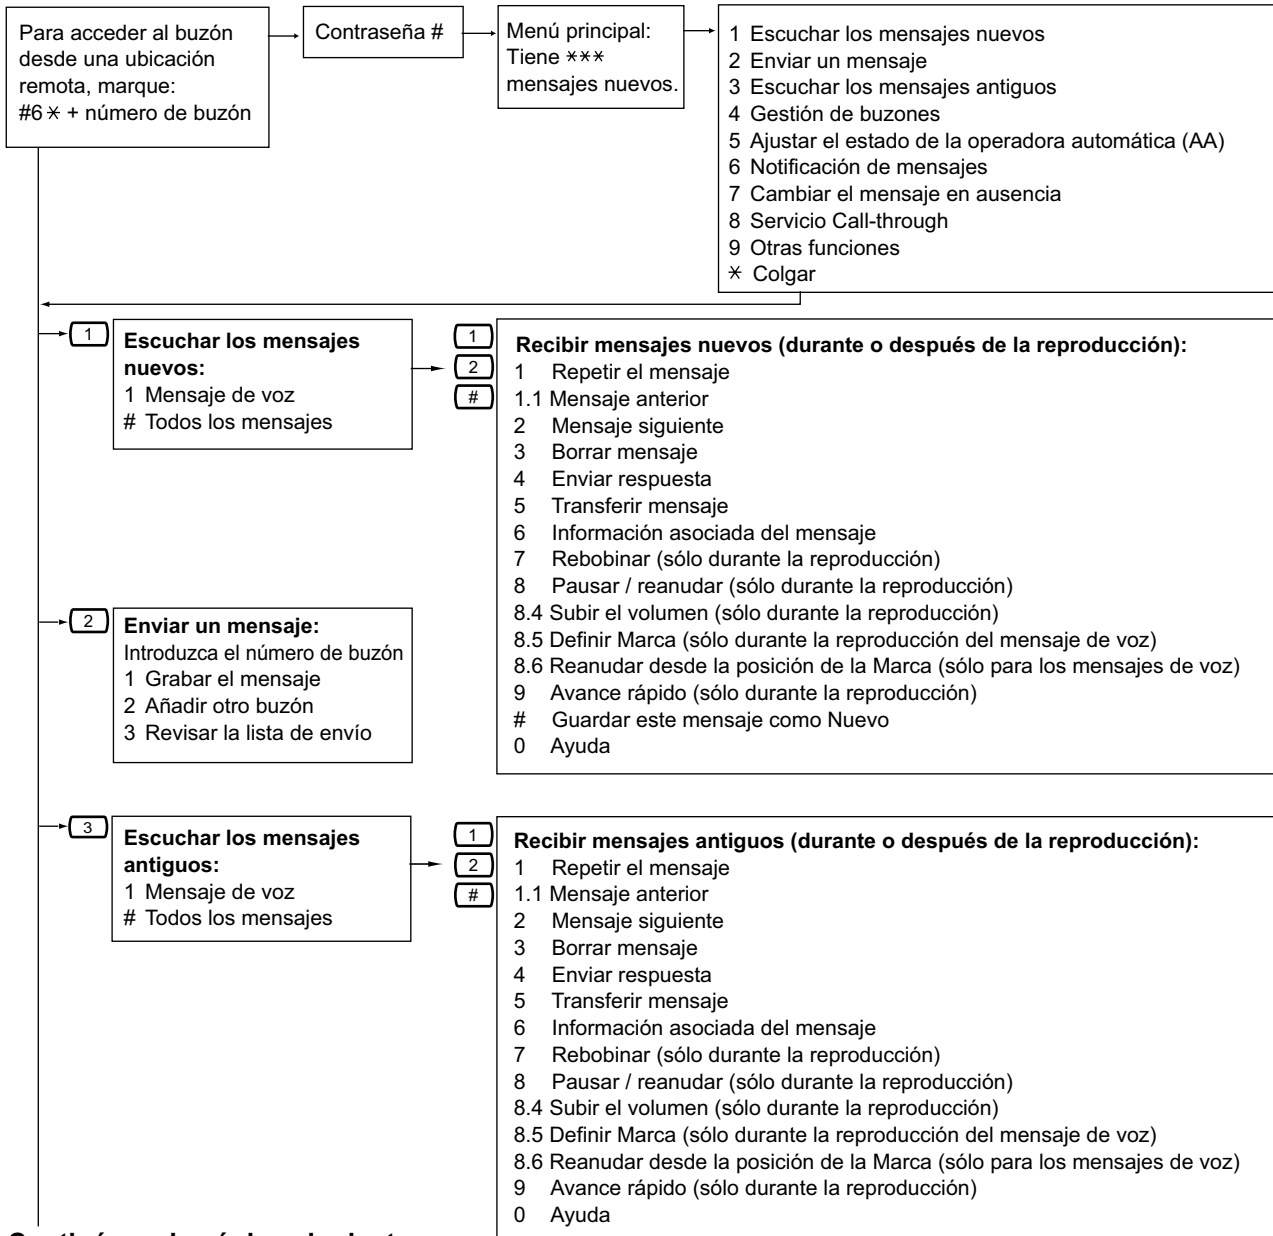 Para acceder al buzón
desde una ubicación
remota, marque:
#6* + número de buzón
Contraseña #
Menú principal:
Tiene ***
mensajes nuevos.
1 Escuchar los mensajes nuevos
2 Enviar un mensaje
3 Escuchar los mensajes antiguos
4 Gestión de buzones
5 Ajustar el estado de la operadora automática (AA)
6 Notificación de mensajes
7 Cambiar el mensaje en ausencia
8 Servicio Call-through
9 Otras funciones
* Colgar
1
Escuchar los mensajes
nuevos:
1 Mensaje de voz
# Todos los mensajes
1
2
#
Recibir mensajes nuevos (durante o después de la reproducción):
1 Repetir el mensaje
1.1 Mensaje anterior
2 Mensaje siguiente
3 Borrar mensaje
4 Enviar respuesta
5 Transferir mensaje
6 Información asociada del mensaje
7 Rebobinar (sólo durante la reproducción)
8 Pausar / reanudar (sólo durante la reproducción)
8.4 Subir el volumen (sólo durante la reproducción)
8.5 Definir Marca (sólo durante la reproducción del mensaje de voz)
8.6 Reanudar desde la posición de la Marca (sólo para los mensajes de voz)
9 Avance rápido (sólo durante la reproducción)
# Guardar este mensaje como Nuevo
0 Ayuda
2
Enviar un mensaje:
Introduzca el número de buzón
1 Grabar el mensaje
2 Añadir otro buzón
3 Revisar la lista de envío
3
Escuchar los mensajes
antiguos:
1 Mensaje de voz
# Todos los mensajes
1
2
#
Recibir mensajes antiguos (durante o después de la reproducción):
1 Repetir el mensaje
1.1 Mensaje anterior
2 Mensaje siguiente
3 Borrar mensaje
4 Enviar respuesta
5 Transferir mensaje
6 Información asociada del mensaje
7 Rebobinar (sólo durante la reproducción)
8 Pausar / reanudar (sólo durante la reproducción)
8.4 Subir el volumen (sólo durante la reproducción)
8.5 Definir Marca (sólo durante la reproducción del mensaje de voz)
8.6 Reanudar desde la posición de la Marca (sólo para los mensajes de voz)
9 Avance rápido (sólo durante la reproducción)
0 Ayuda